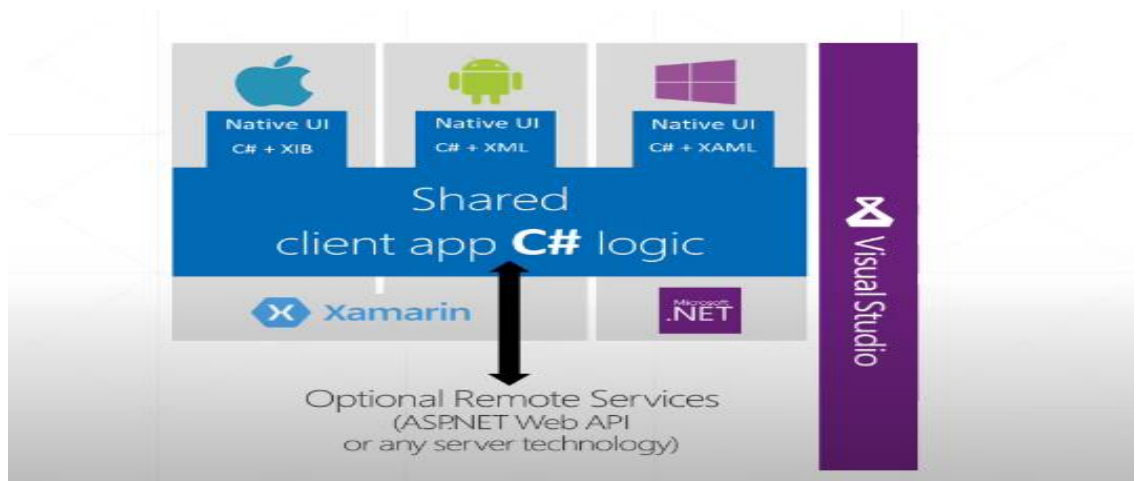 Native UI
C# + XIB
Native UI
C# + XML
Native UI
C# + XAML
Shared
client app C# logic
Xamarin
Microsoft
.NET
Optional Remote Services
(ASP.NET Web API
or any server technology)
Visual Studio